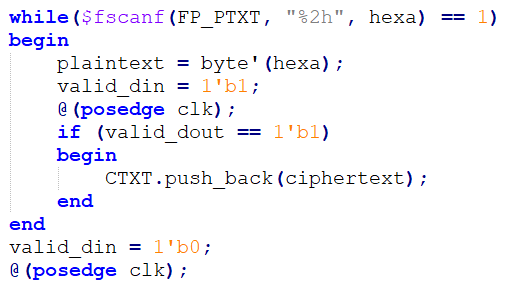 while($fscanf(FP_PTXT, "%2h", hexa) == 1)
begin
plaintext = byte'(hexa);
valid_din = 1'b1;
@(posedge clk);
if (valid_dout == 1'b1)
begin
CTXT.push_back(ciphertext);
end
end
valid_din = 1'b0;
@(posedge clk);